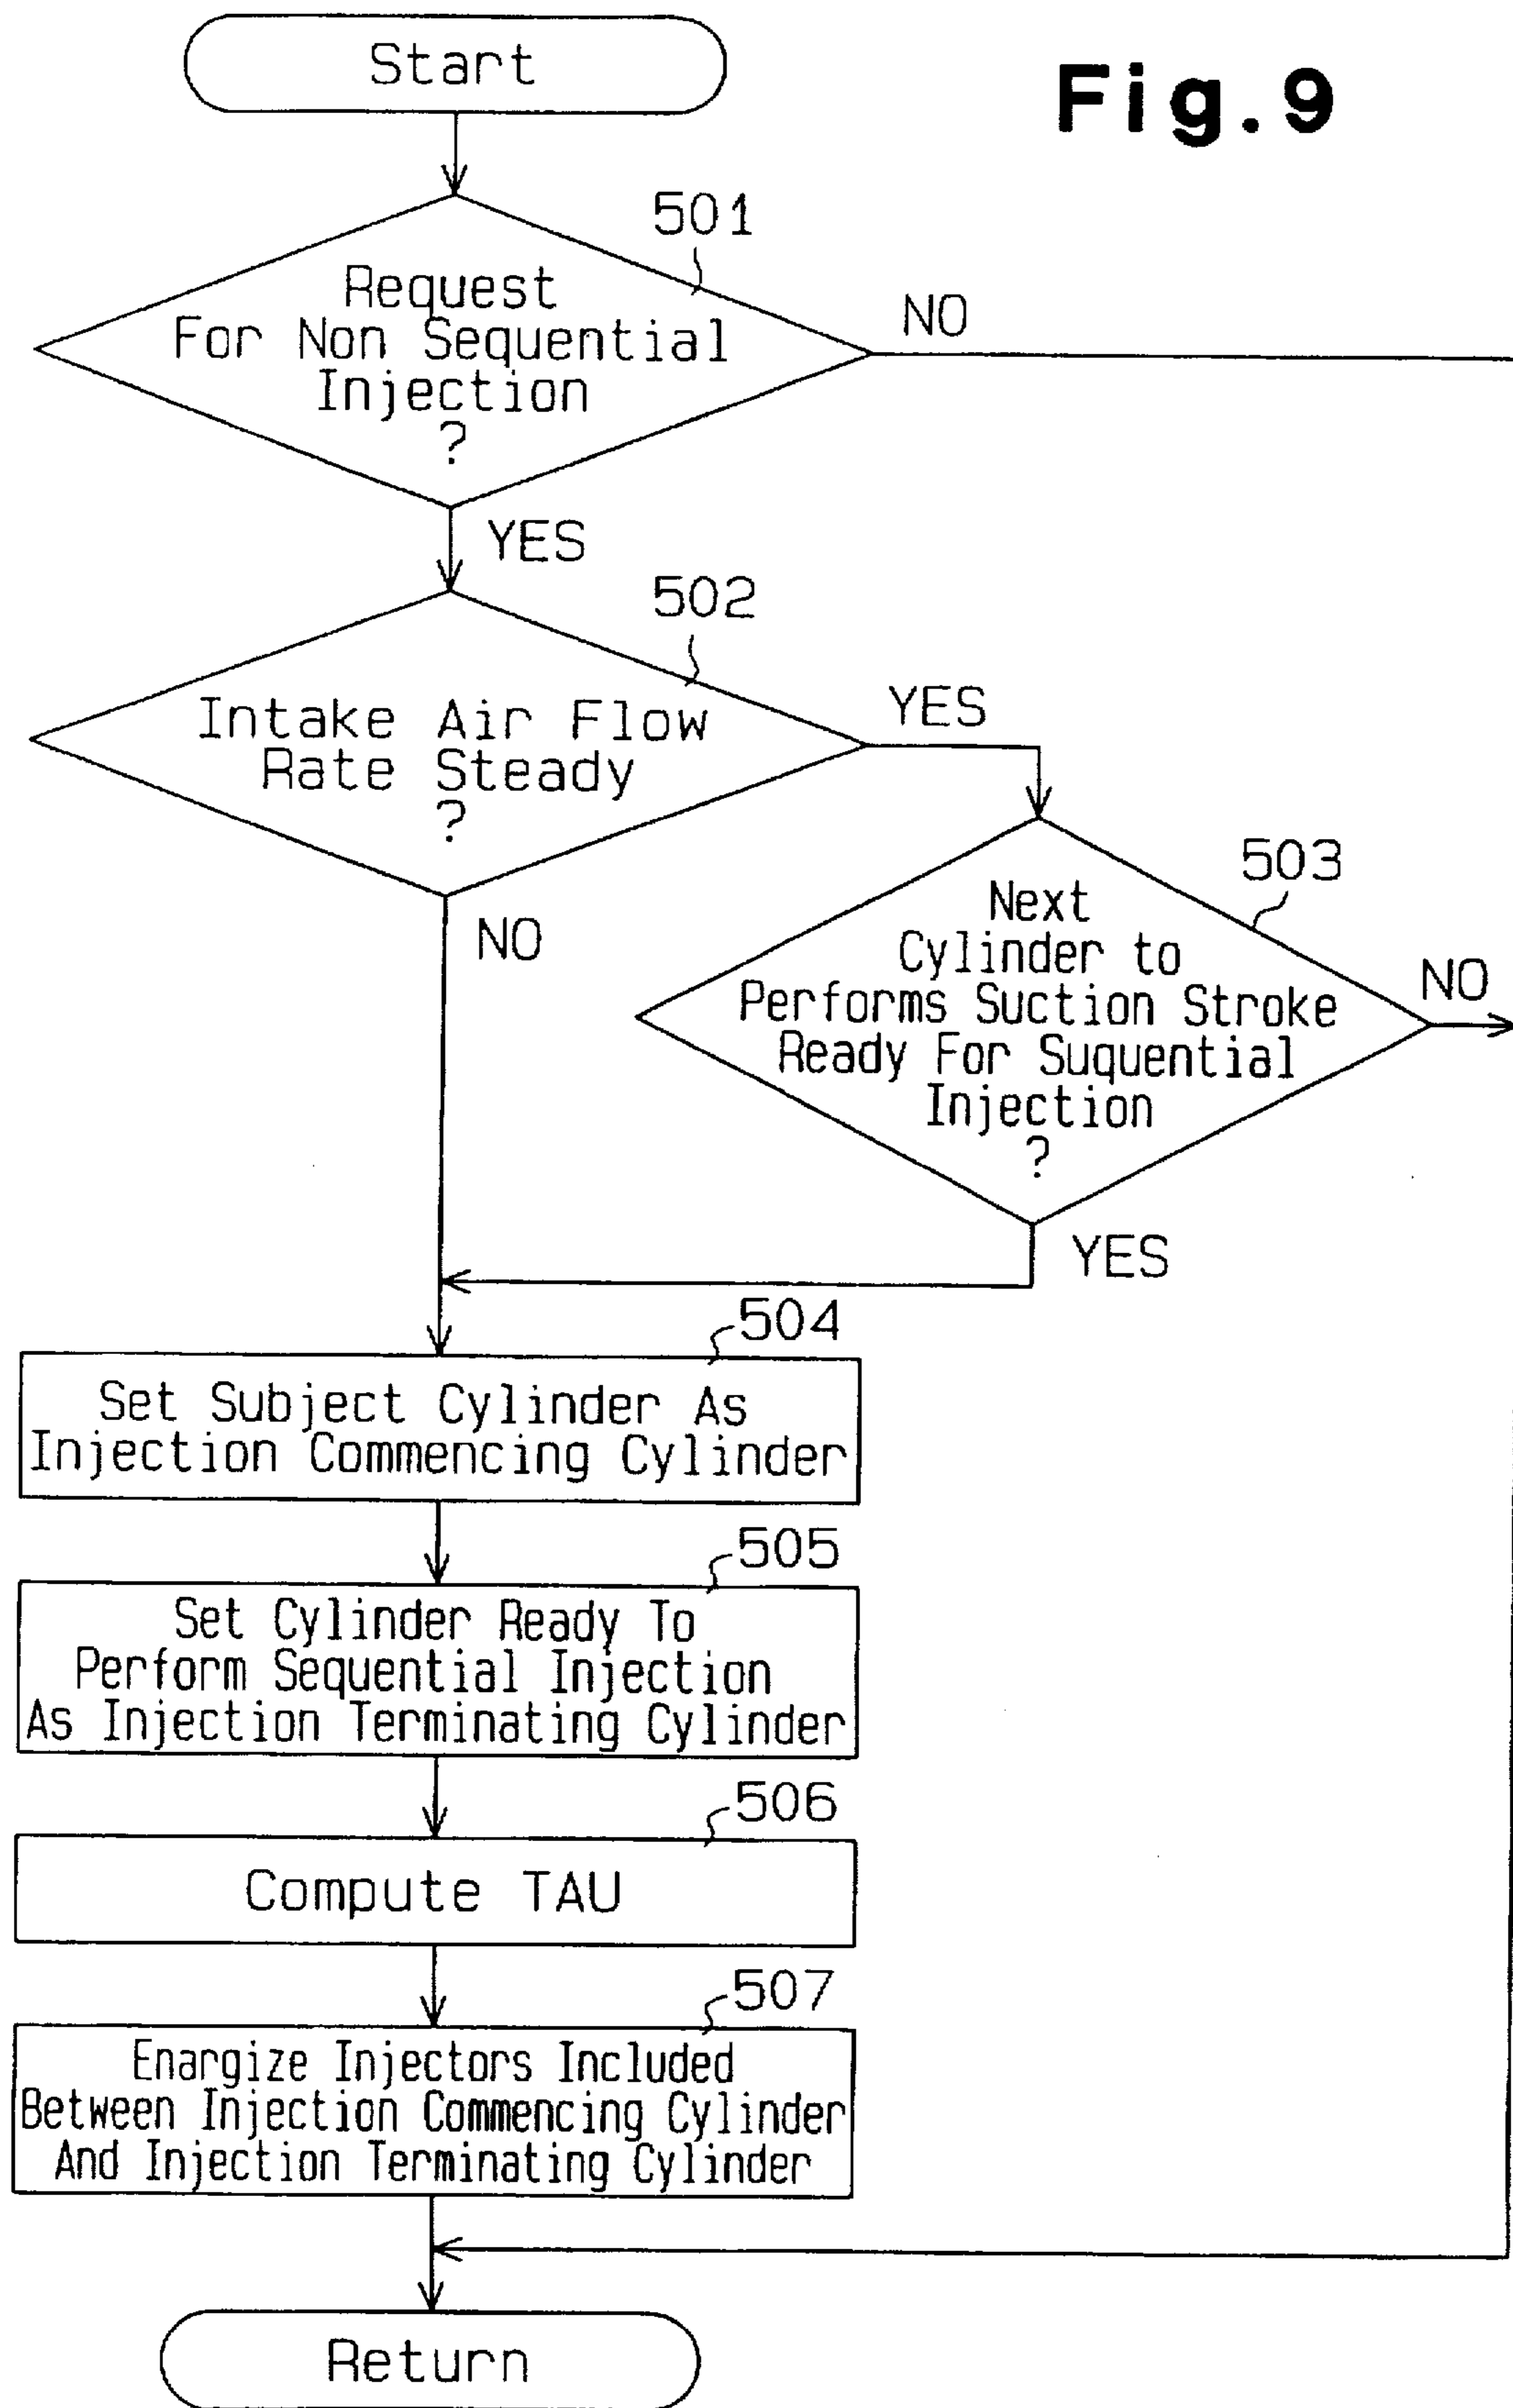 Start
Fig.9
501
Request
For Non Sequential
Injection
?
NO
YES
502
Intake Air Flow
Rate Steady
?
YES
NO
503
Next
Cylinder to
Performs Suction Stroke
Ready For Suquential
Injection
?
NO
YES
504
Set Subject Cylinder As
Injection Commencing Cylinder
505
Set Cylinder Ready To
Perform Sequential Injection
As Injection Terminating Cylinder
506
Compute TAU
507
Enargize Injectors Included
Between Injection Commencing Cylinder
And Injection Terminating Cylinder
Return